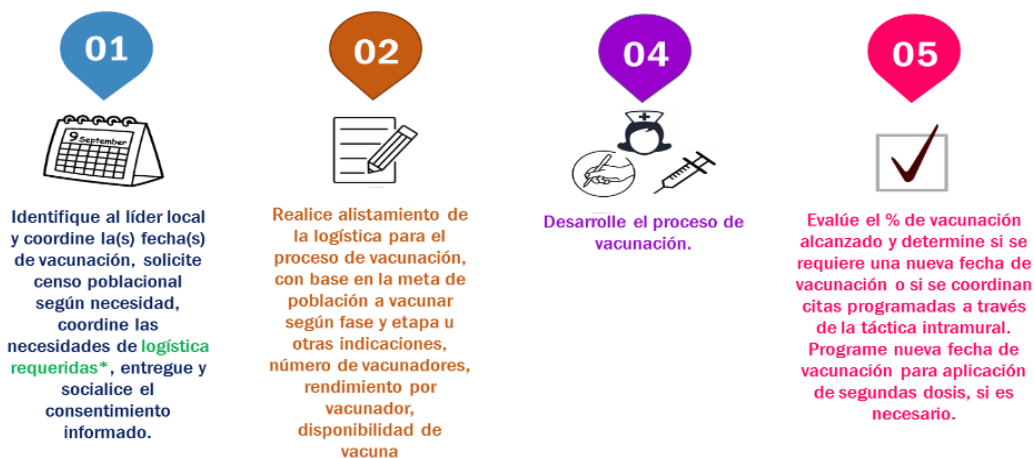 01
9 September
Identifique al líder local
y coordine la(s) fecha(s)
de vacunación, solicite
censo poblacional
según necesidad,
coordine las
necesidades de logística
requeridas*, entregue y
socialice el
consentimiento
informado.
02
Realice alistamiento de
la logística para el
proceso de vacunación,
con base en la meta de
población a vacunar
según fase y etapa u
otras indicaciones,
número de vacunadores,
rendimiento por
vacunador,
disponibilidad de
vacuna
04
Desarrolle el proceso de
vacunación.
05
Evalúe el % de vacunación
alcanzado y determine si se
requiere una nueva fecha de
vacunación o si se coordinan
citas programadas a través
de la táctica intramural.
Programe nueva fecha de
vacunación para aplicación
de segundas dosis, si es
necesario.